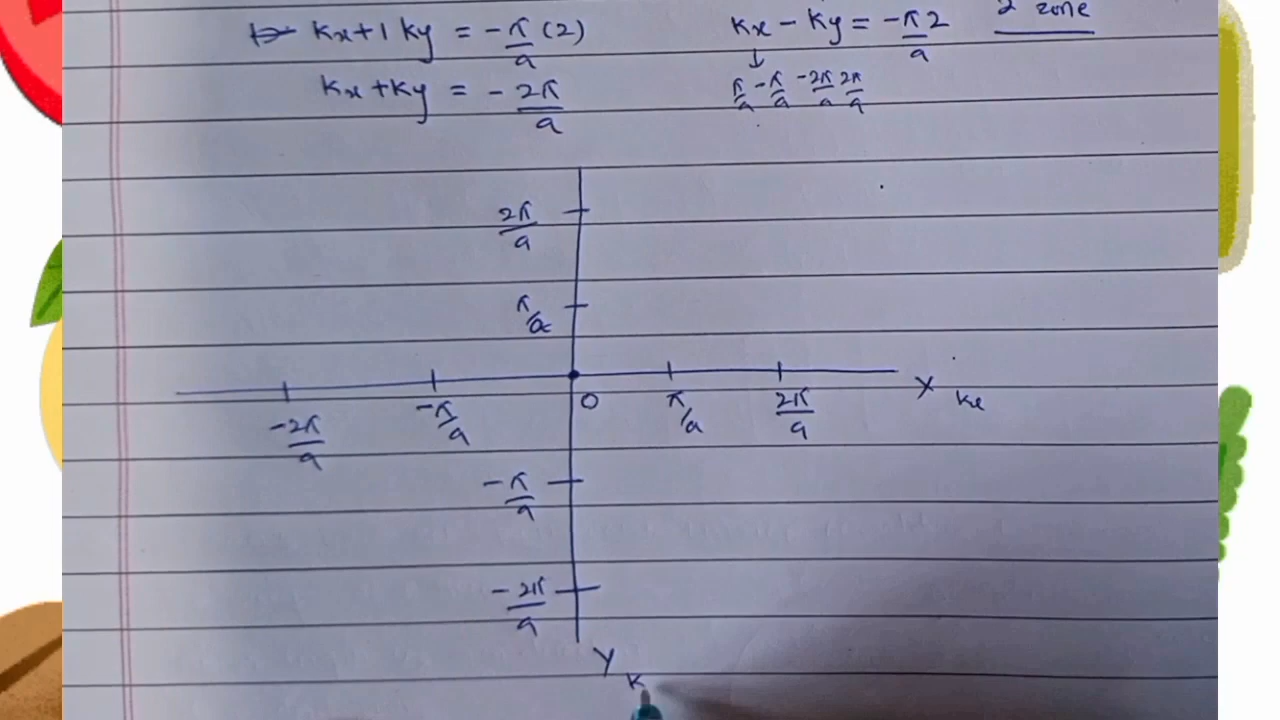 kx+1 ky = -π/a (2) kx - ky = -π/a 2 2 zone
kx + ky = -2π/a π/a -π/a -2π/a 2π/a
2π/a
π/a
-2π/a -π/a 0 π/a 2π/a X kx
-π/a
-2π/a
Y
K